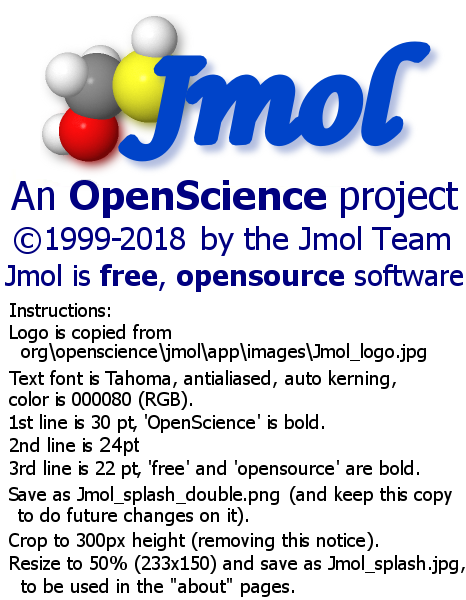 Jmol
An OpenScience project
©1999-2018 by the Jmol Team
Jmol is free, opensource software
Instructions:
Logo is copied from
org\openscience\jmol\app\images\Jmol_logo.jpg
Text font is Tahoma, antialiased, auto kerning,
color is 000080 (RGB).
1st line is 30 pt, 'OpenScience' is bold.
2nd line is 24pt
3rd line is 22 pt, 'free' and 'opensource' are bold.
Save as Jmol_splash_double.png (and keep this copy
to do future changes on it).
Crop to 300px height (removing this notice).
Resize to 50% (233x150) and save as Jmol_splash.jpg,
to be used in the "about" pages.